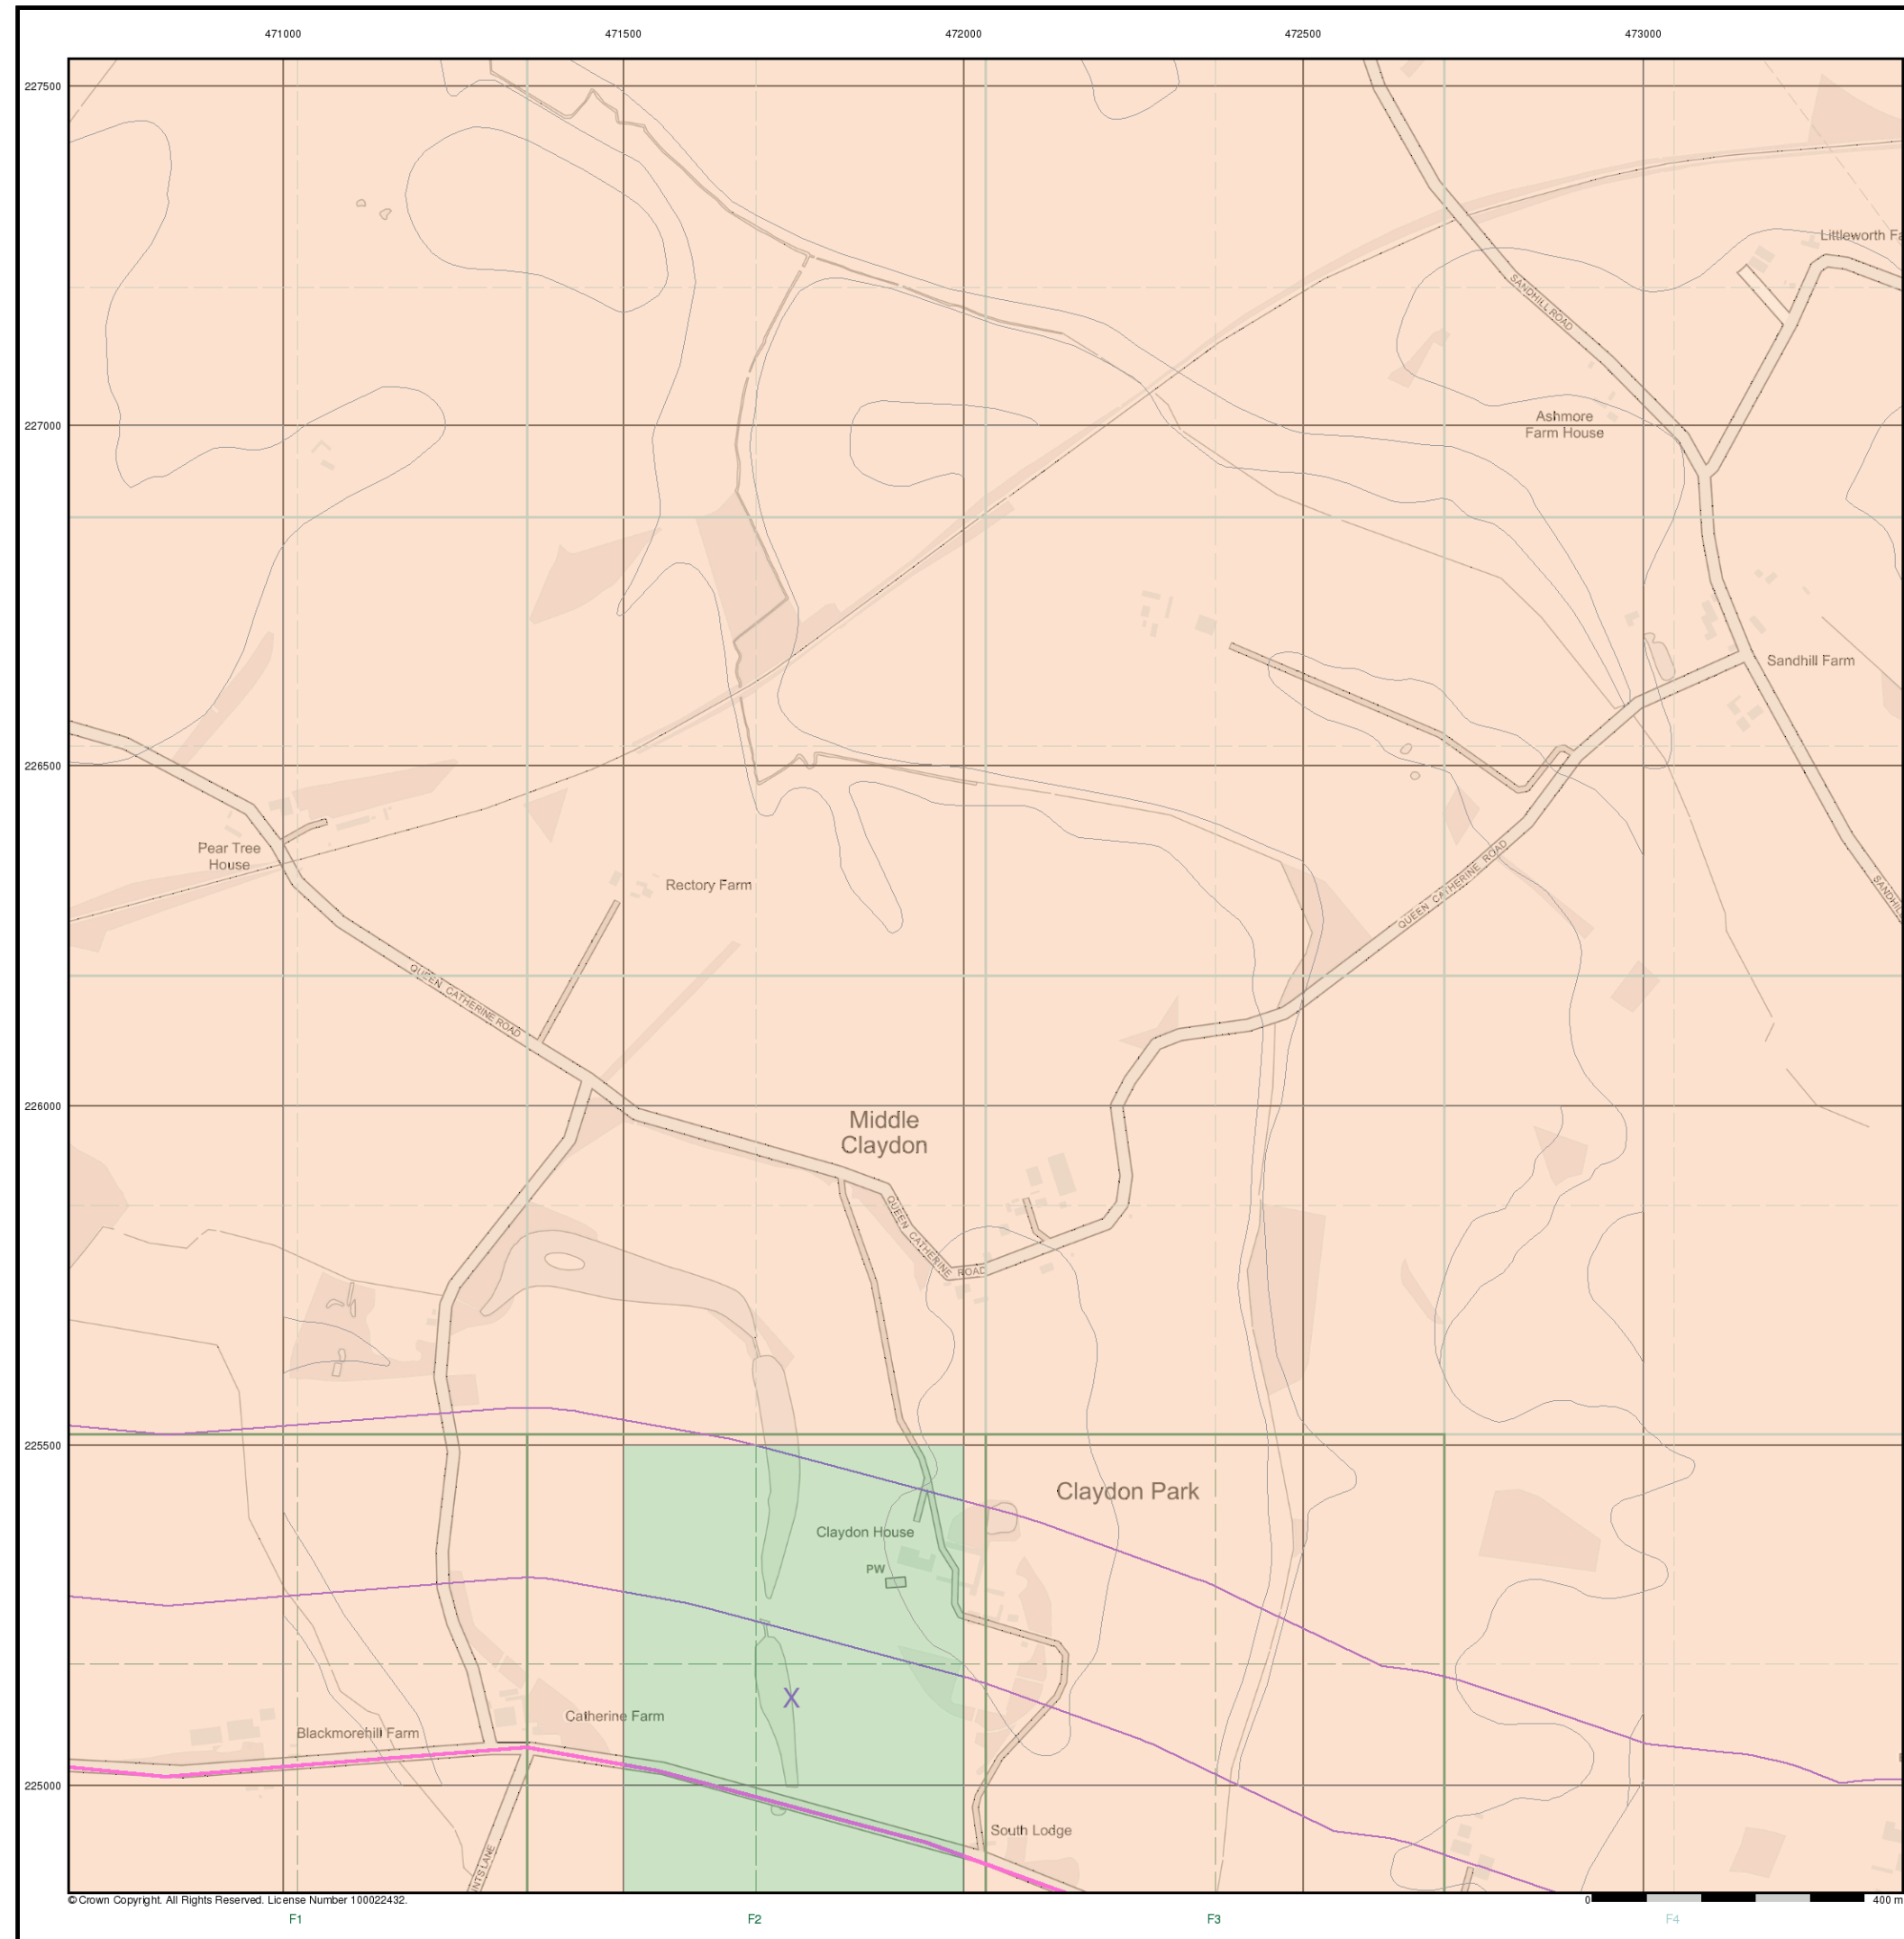 471000 471500 472000 472500 473000
227500
Littleworth Fa
SANDHILL ROAD
227000
Ashmore
Farm House
Sandhill Farm
226500
Pear Tree
House
Rectory Farm
QUEEN CATHERINE ROAD
SANDHIL
QUEEN CATHERINE ROAD
226000
Middle
Claydon
QUEEN CATHERINE ROAD
225500
Claydon Park
Claydon House
PW
X
Catherine Farm
Blackmorehill Farm
225000
South Lodge
NTS LANE
© Crown Copyright. All Rights Reserved. License Number 100022432.
0 400 m
F1 F2 F3 F4